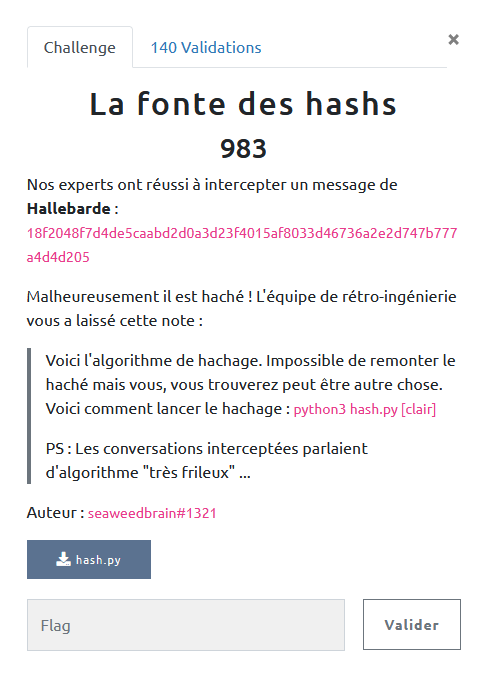 Challenge
140 Validations
×
La fonte des hashs
983
Nos experts ont réussi à intercepter un message de
Hallebarde :
18f2048f7d4de5caabd2d0a3d23f4015af8033d46736a2e2d747b777
a4d4d205
Malheureusement il est haché ! L'équipe de rétro-ingénierie
vous a laissé cette note :
Voici l'algorithme de hachage. Impossible de remonter le
haché mais vous, vous trouverez peut être autre chose.
Voici comment lancer le hachage : python3 hash.py [clair]
PS : Les conversations interceptées parlaient
d'algorithme "très frileux" ...
Auteur : seaweedbrain#1321
hash.py
Flag
Valider